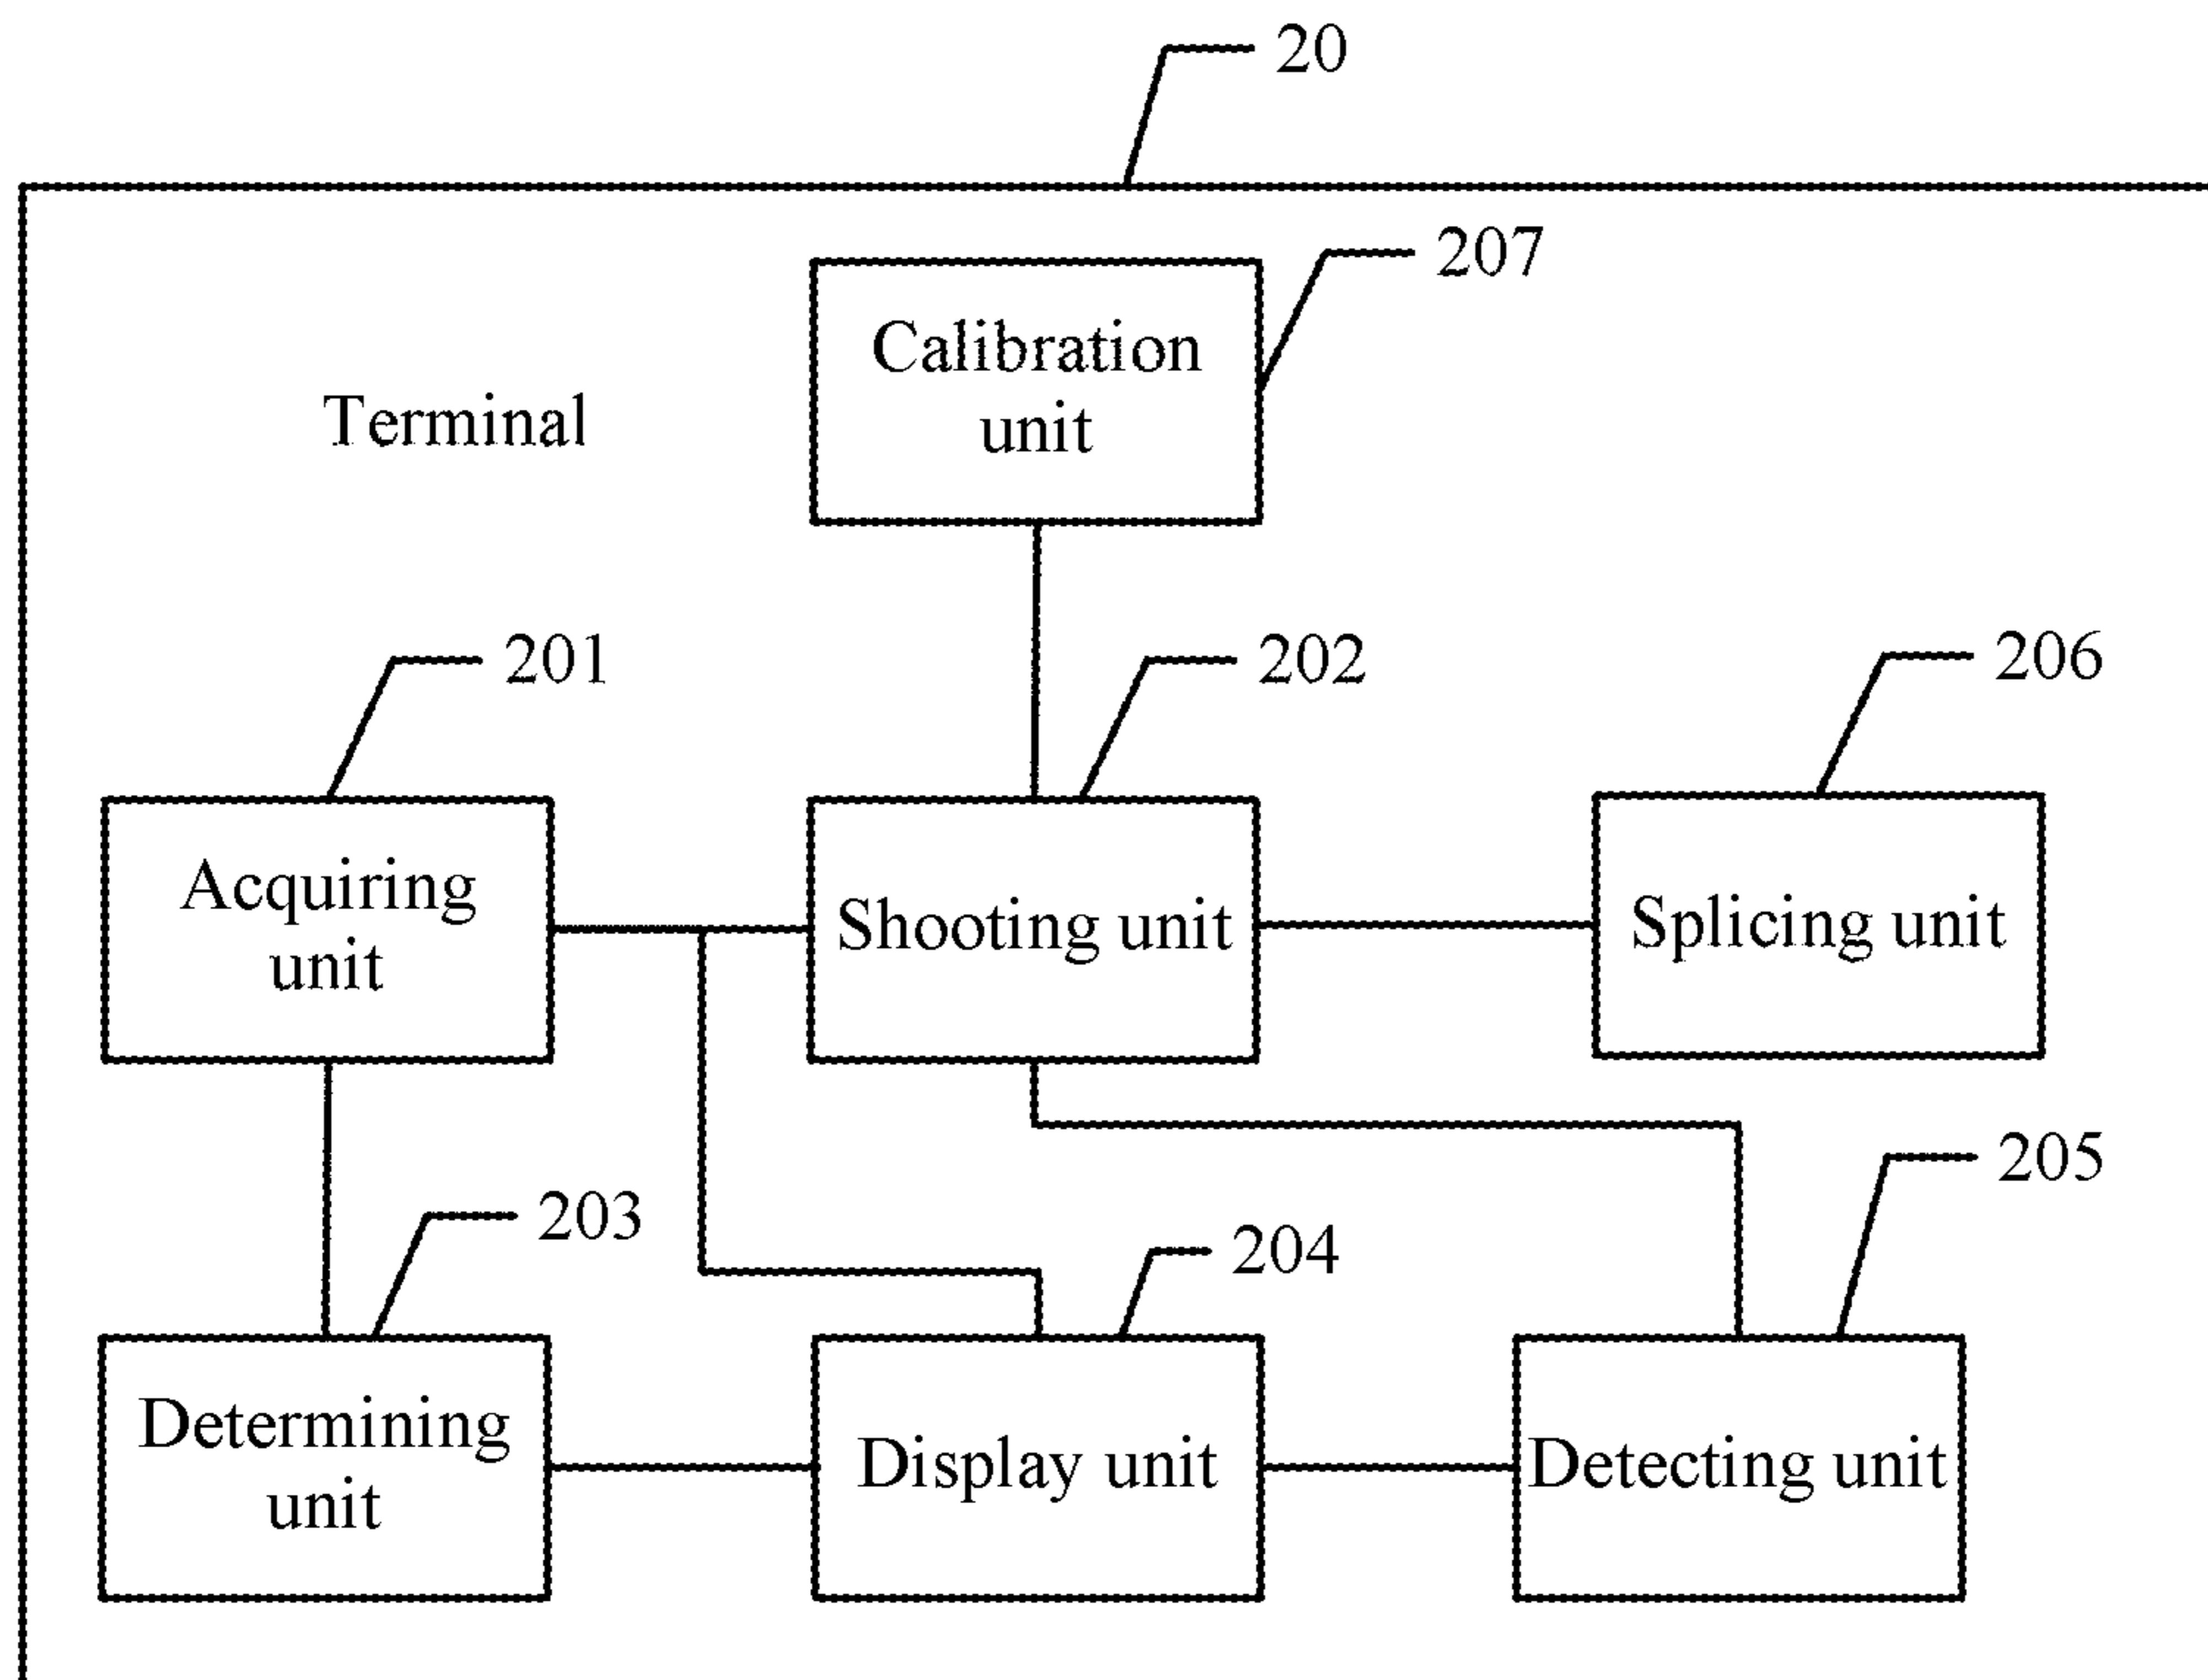 20
207
Calibration
unit
Terminal
201
202
206
Acquiring
unit
Shooting unit
Splicing unit
203
204
205
Determining
unit
Display unit
Detecting unit